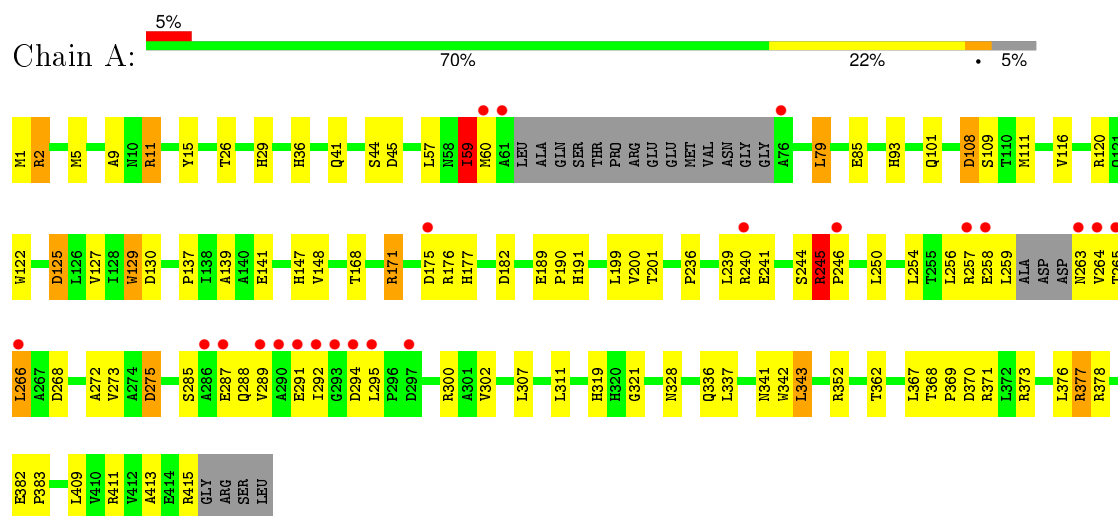 5%
Chain A:
70% 22% • 5%
M1 R2 M5 A9 N10 R11 Y15 T26 H29 H36 Q41 S44 D45 L57 N58 I59 M60 A61 LEU ALA GLN SER THR PRO ARG GLU GLU MET VAL ASN GLY GLY A76 L79 E85 H93 Q101 D108 S109 T110 M111 V116 R120 Q121
W122 D125 L126 V127 I128 W129 D130 P137 I138 A139 A140 E141 H147 V148 T168 R171 D175 R176 H177 D182 E189 P190 H191 L199 V200 T201 P236 L239 R240 E241 S244 R245 P246 L250 L254 T255 L256 R257 E258 L259 ALA ASP ASP N263 V264 T265
L266 A267 D268 A272 V273 A274 D275 S285 A286 E287 Q288 V289 A290 E291 I292 G293 D294 L295 P296 D297 R300 A301 V302 L307 L311 H319 H320 G321 N328 Q336 L337 N341 W342 L343 R352 T362 L367 T368 P369 D370 R371 L372 R373 L376 R377 R378
E382 P383 L409 V410 R411 V412 A413 E414 R415 GLY ARG SER LEU